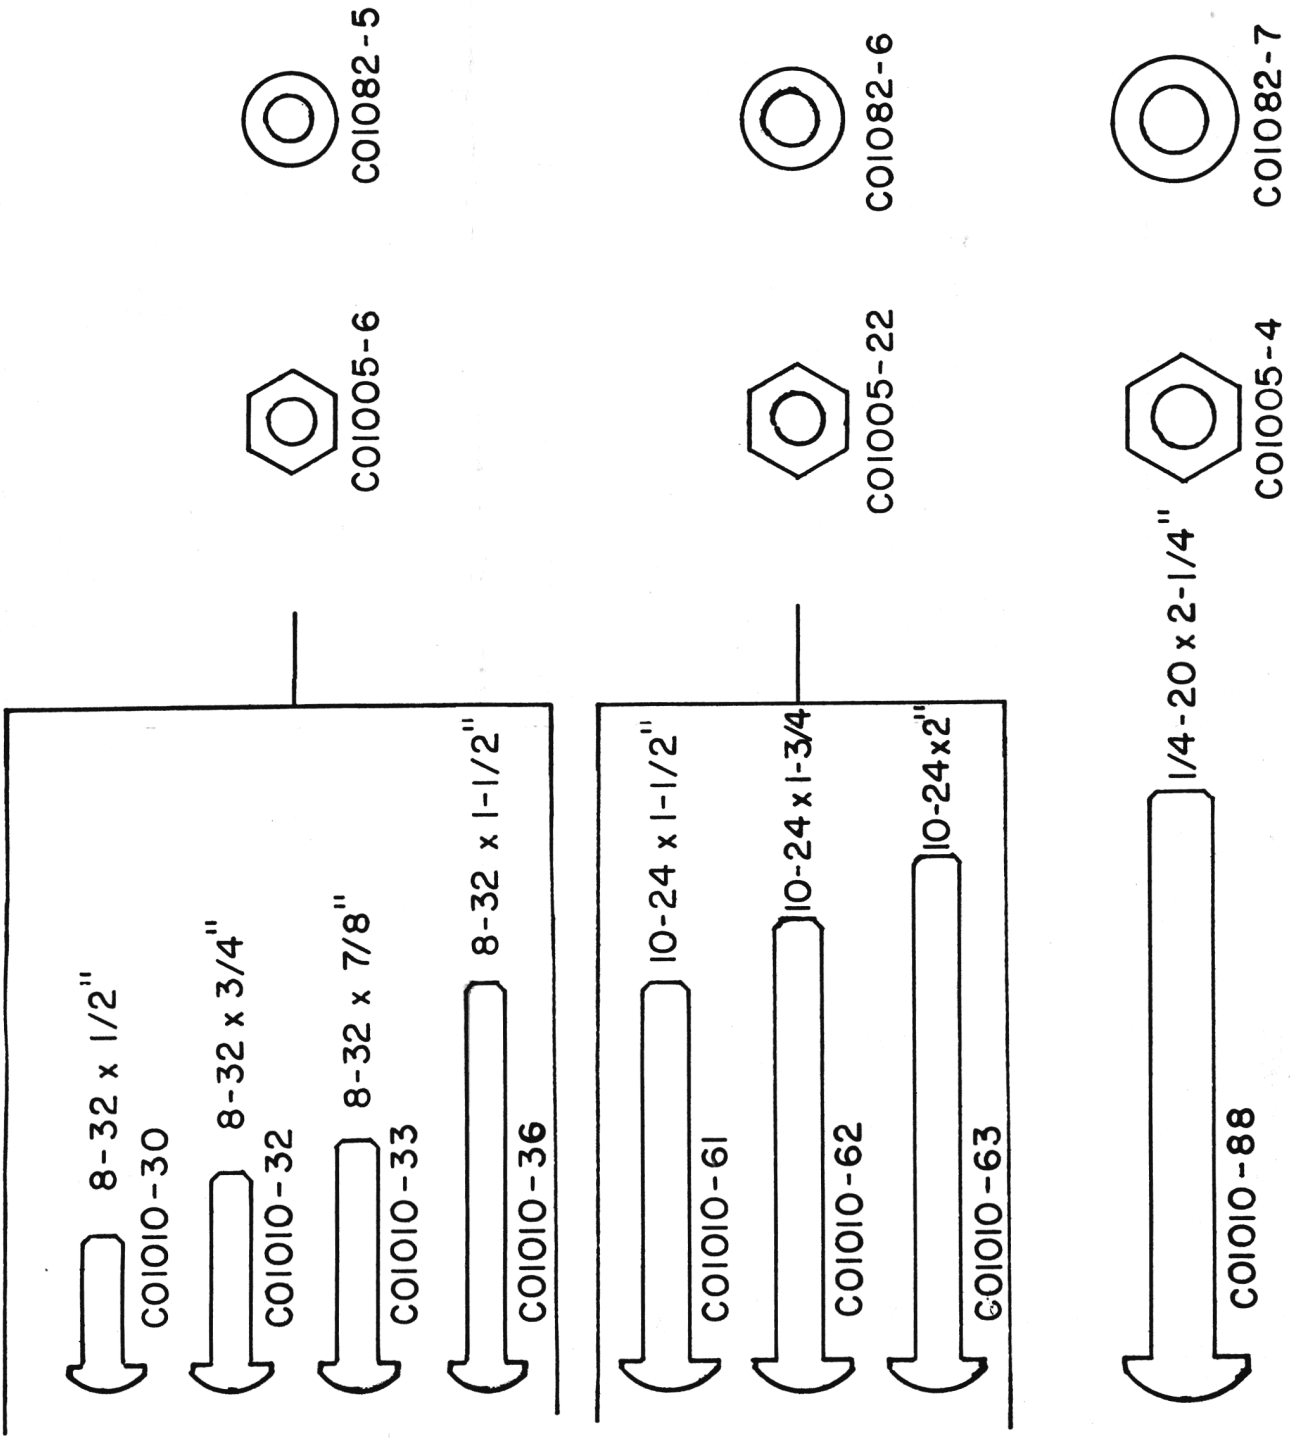 8-32 x 1/2"
C01010-30
8-32 x 3/4"
C01010-32
8-32 x 7/8"
C01010-33
8-32 x 1-1/2"
C01010-36
C01005-6
C01082-5
10-24 x 1-1/2"
C01010-61
10-24 x 1-3/4
C01010-62
10-24x2"
C01010-63
C01005-22
C01082-6
1/4-20 x 2-1/4"
C01010-88
C01005-4
C01082-7